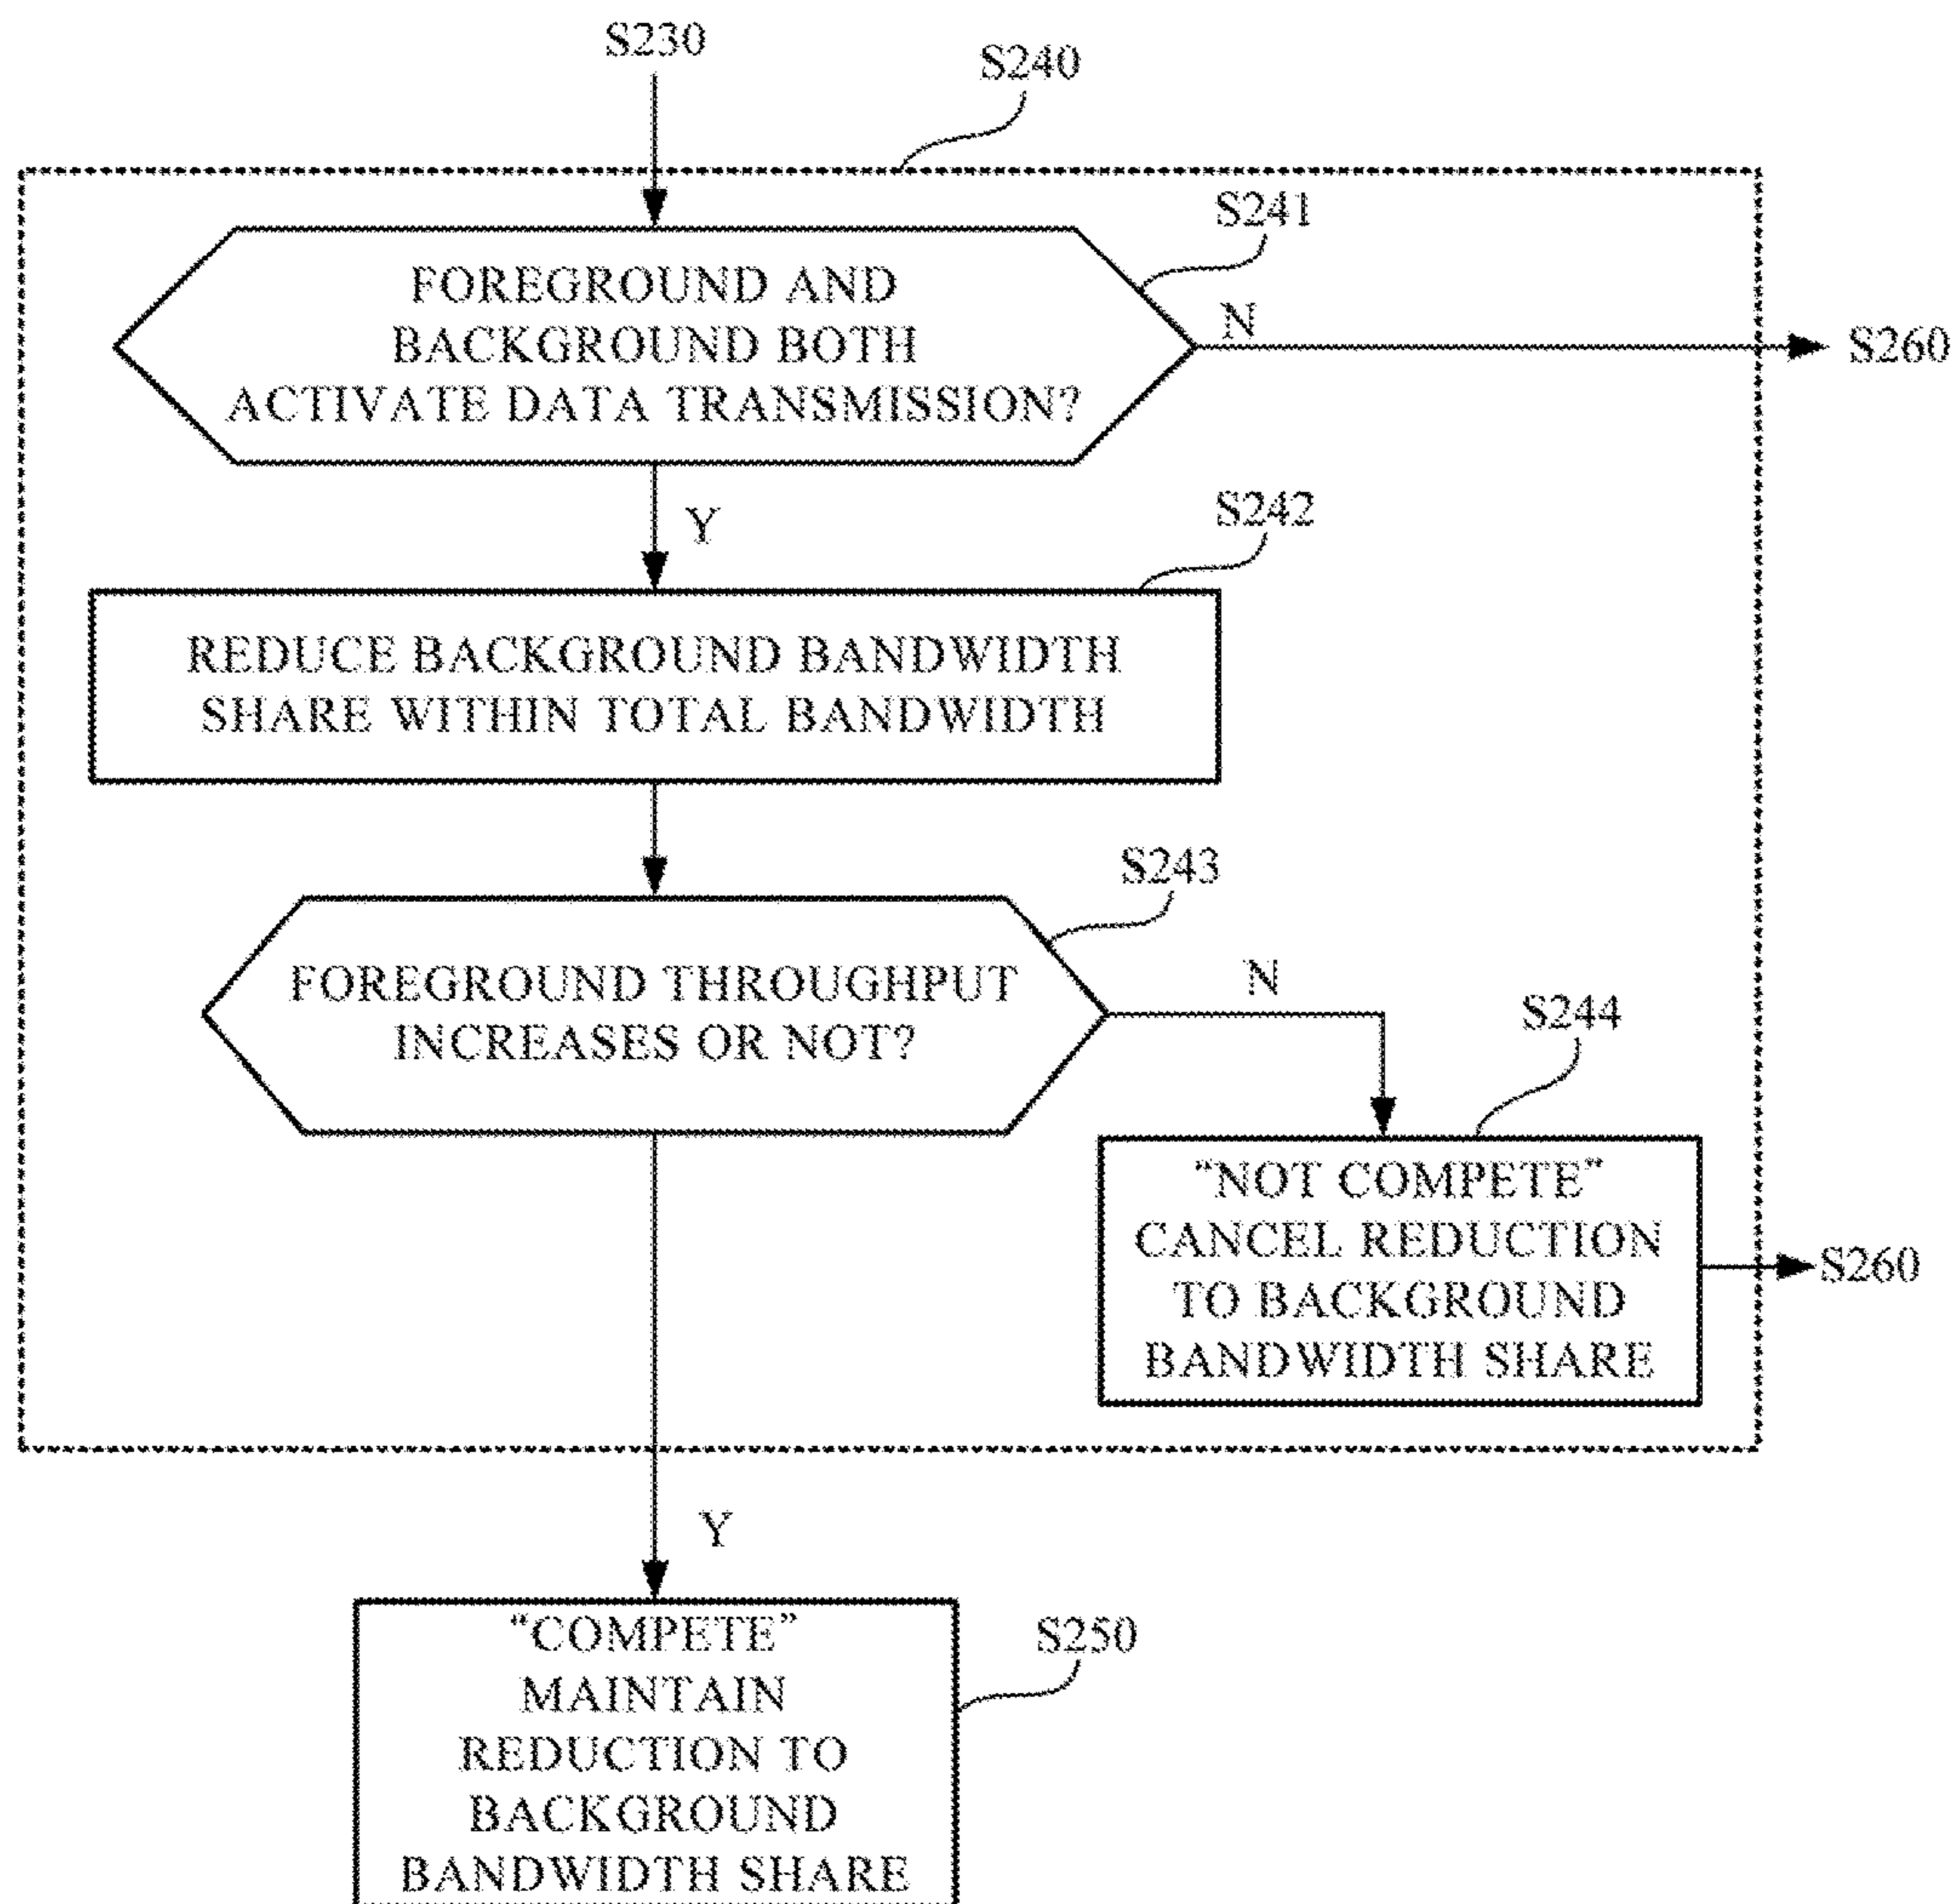 S230
S240
S241
FOREGROUND AND
BACKGROUND BOTH
ACTIVATE DATA TRANSMISSION?
N
S260
Y
S242
REDUCE BACKGROUND BANDWIDTH
SHARE WITHIN TOTAL BANDWIDTH
S243
FOREGROUND THROUGHPUT
INCREASES OR NOT?
N
S244
“NOT COMPETE”
CANCEL REDUCTION
TO BACKGROUND
BANDWIDTH SHARE
S260
Y
“COMPETE”
MAINTAIN
REDUCTION TO
BACKGROUND
BANDWIDTH SHARE
S250